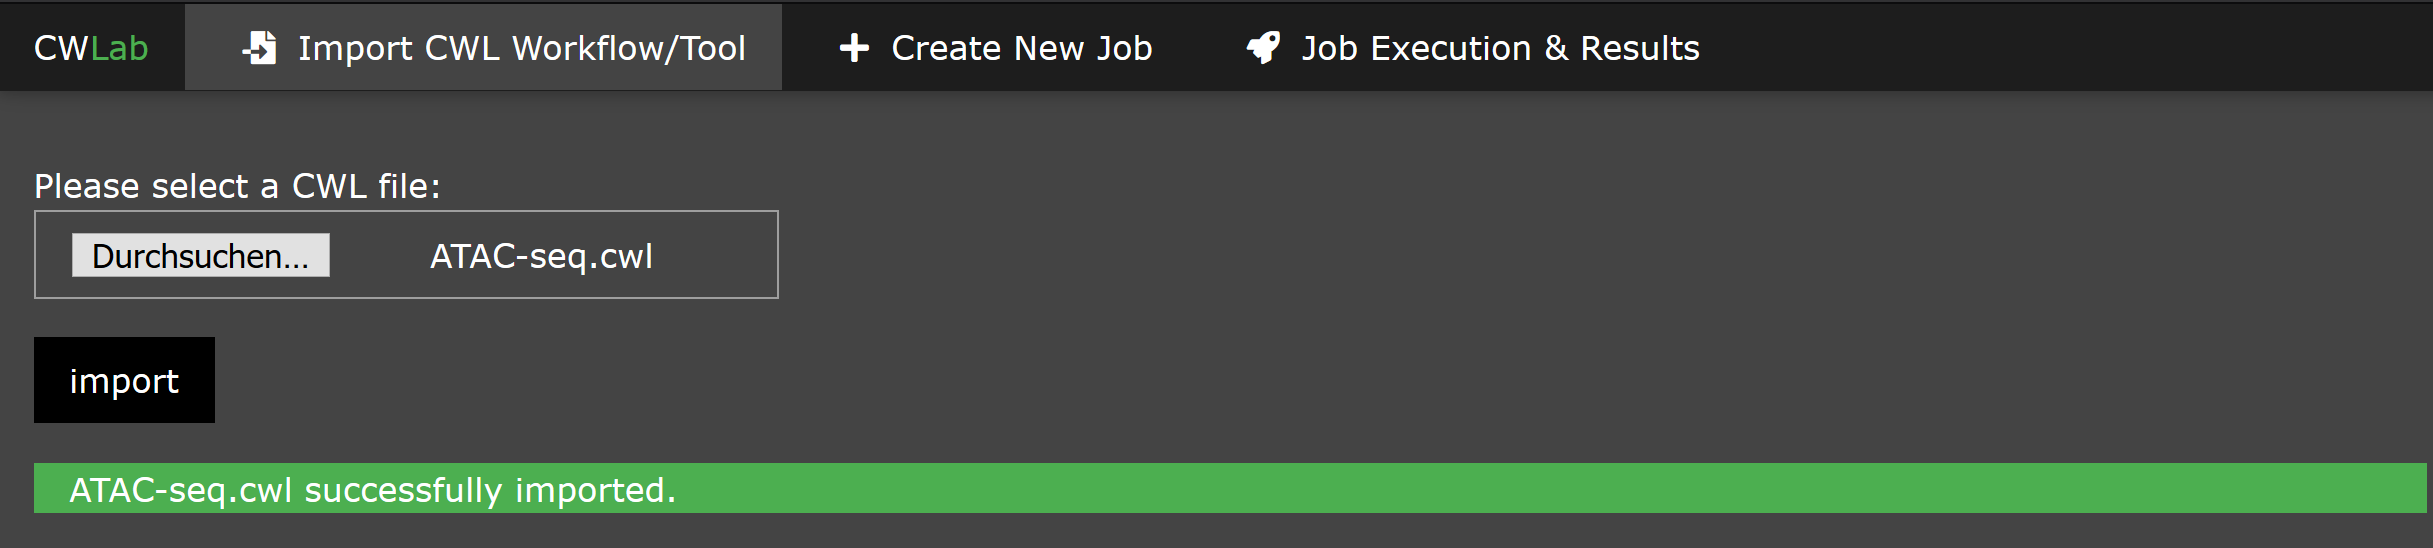 CWLab Import CWL Workflow/Tool Create New Job Job Execution & Results
Please select a CWL file:
Durchsuchen... ATAC-seq.cwl
import
ATAC-seq.cwl successfully imported.